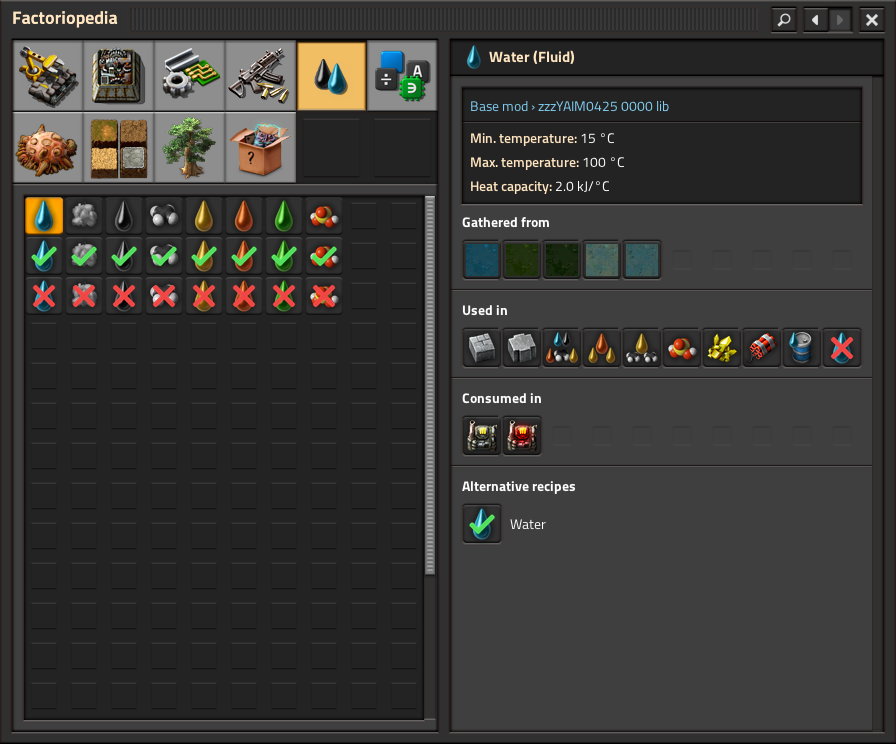 Factoriopedia
Water (Fluid)
Base mod › zzzYAIM0425 0000 lib
Min. temperature: 15 °C
Max. temperature: 100 °C
Heat capacity: 2.0 kJ/°C
Gathered from
Used in
Consumed in
Alternative recipes
Water